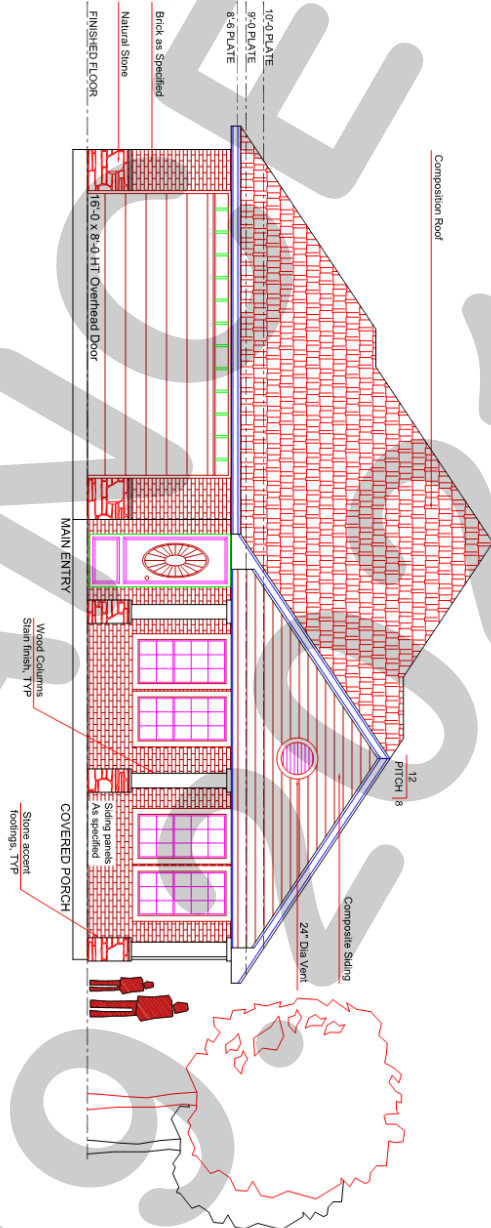 Composition Roof
12
PITCH 8
10'-0 PLATE
9'-0 PLATE
8'-6 PLATE
Composite Siding
24" Dia Vent
Brick as Specified
Natural Stone
FINISHED FLOOR
16'-0 x 8'-0 HT Overhead Door
MAIN ENTRY
Wood Columns
Stain finish, TYP
Siding panels
As specified
COVERED PORCH
Stone accent
footings, TYP